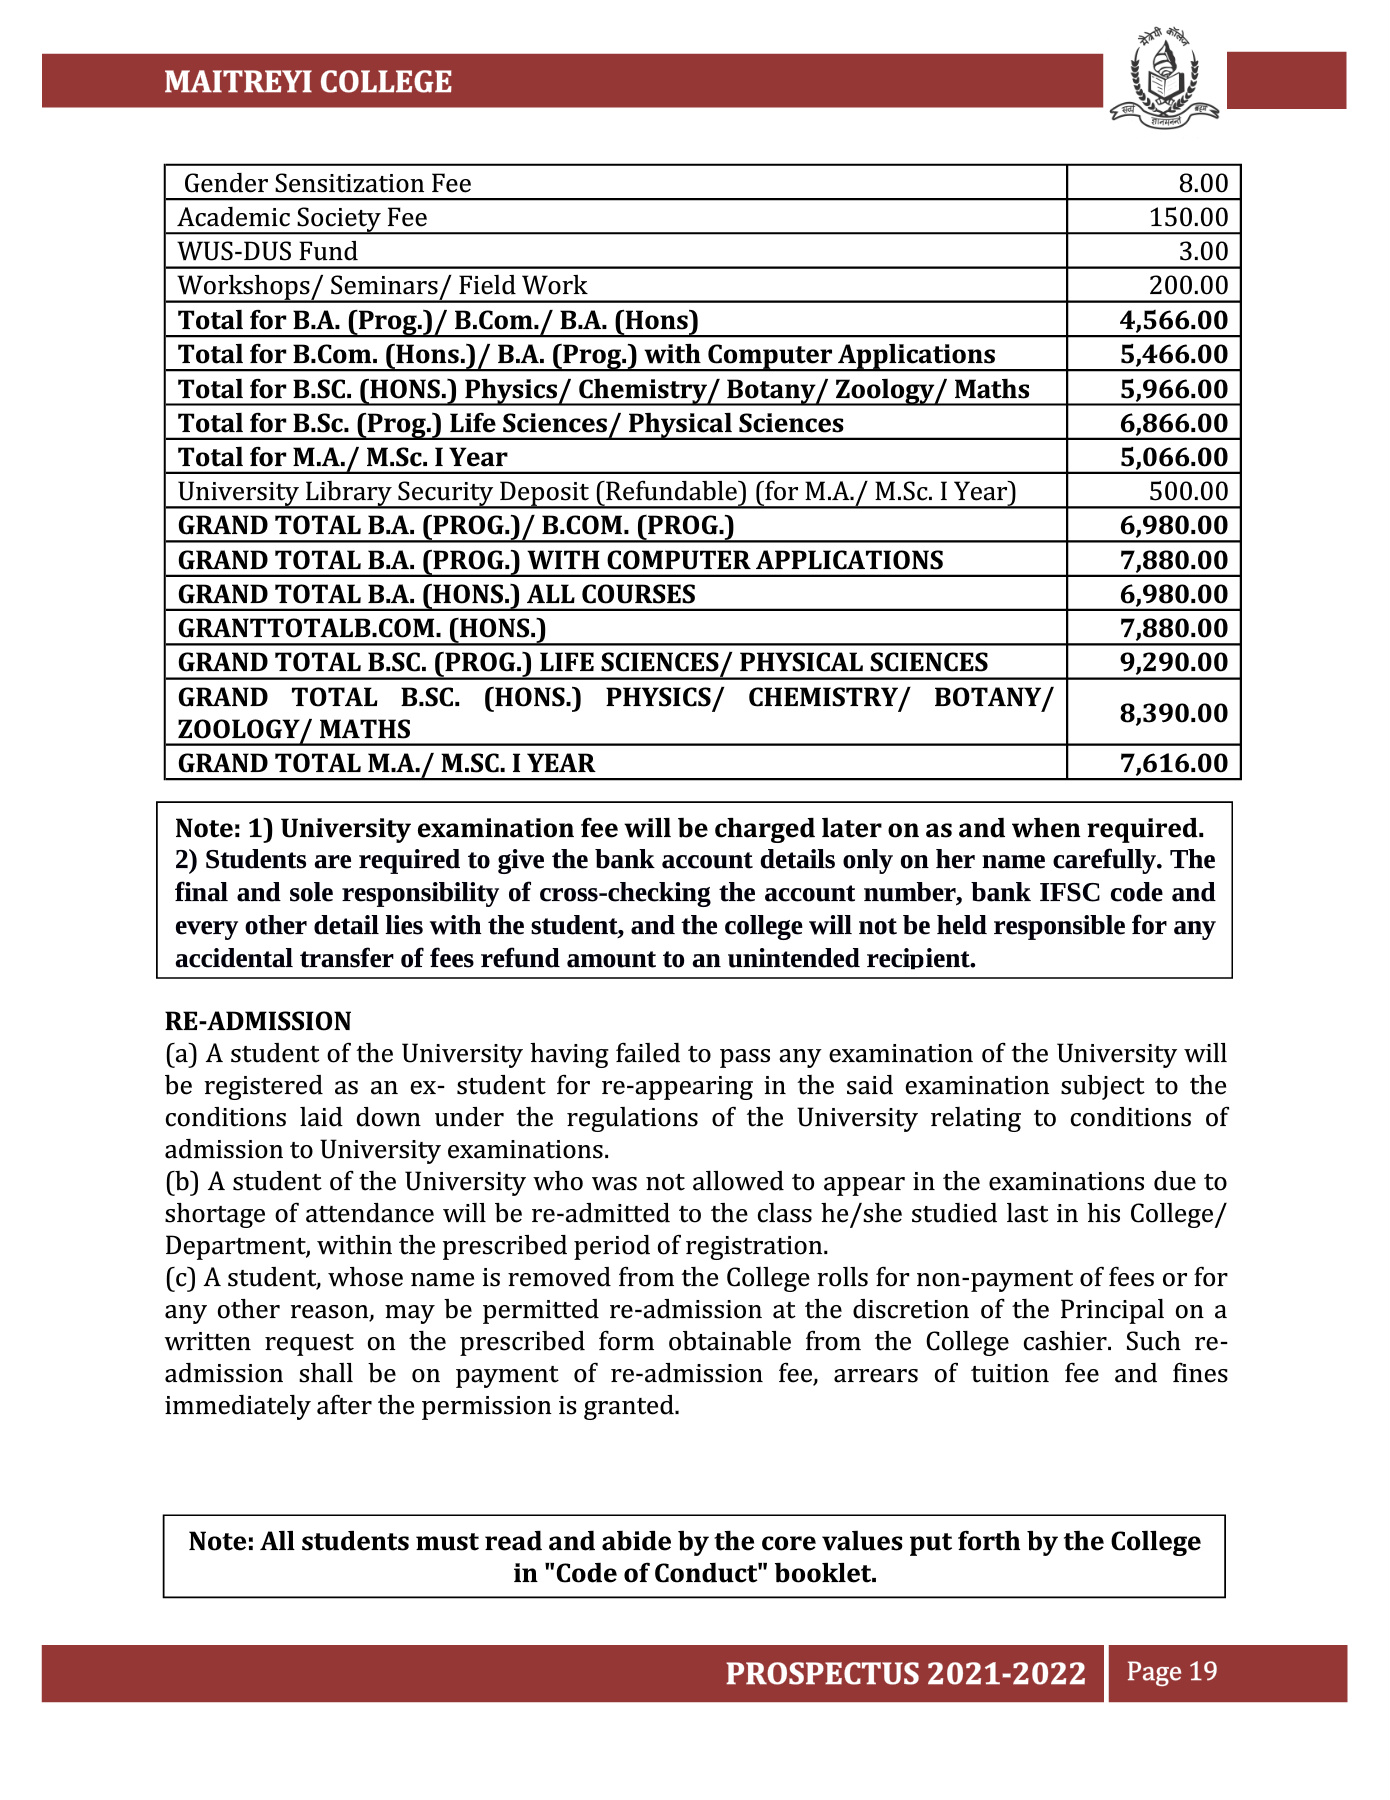 MAITREYI COLLEGE
मैत्रेयी कॉलेज
Gender Sensitization Fee 8.00
Academic Society Fee 150.00
WUS-DUS Fund 3.00
Workshops/ Seminars/ Field Work 200.00
Total for B.A. (Prog.)/ B.Com./ B.A. (Hons) 4,566.00
Total for B.Com. (Hons.)/ B.A. (Prog.) with Computer Applications 5,466.00
Total for B.SC. (HONS.) Physics/ Chemistry/ Botany/ Zoology/ Maths 5,966.00
Total for B.Sc. (Prog.) Life Sciences/ Physical Sciences 6,866.00
Total for M.A./ M.Sc. I Year 5,066.00
University Library Security Deposit (Refundable) (for M.A./ M.Sc. I Year) 500.00
GRAND TOTAL B.A. (PROG.)/ B.COM. (PROG.) 6,980.00
GRAND TOTAL B.A. (PROG.) WITH COMPUTER APPLICATIONS 7,880.00
GRAND TOTAL B.A. (HONS.) ALL COURSES 6,980.00
GRANTTOTALB.COM. (HONS.) 7,880.00
GRAND TOTAL B.SC. (PROG.) LIFE SCIENCES/ PHYSICAL SCIENCES 9,290.00
GRAND TOTAL B.SC. (HONS.) PHYSICS/ CHEMISTRY/ BOTANY/
ZOOLOGY/ MATHS 8,390.00
GRAND TOTAL M.A./ M.SC. I YEAR 7,616.00
Note: 1) University examination fee will be charged later on as and when required.
2) Students are required to give the bank account details only on her name carefully. The
final and sole responsibility of cross-checking the account number, bank IFSC code and
every other detail lies with the student, and the college will not be held responsible for any
accidental transfer of fees refund amount to an unintended recipient.
RE-ADMISSION
(a) A student of the University having failed to pass any examination of the University will
be registered as an ex- student for re-appearing in the said examination subject to the
conditions laid down under the regulations of the University relating to conditions of
admission to University examinations.
(b) A student of the University who was not allowed to appear in the examinations due to
shortage of attendance will be re-admitted to the class he/she studied last in his College/
Department, within the prescribed period of registration.
(c) A student, whose name is removed from the College rolls for non-payment of fees or for
any other reason, may be permitted re-admission at the discretion of the Principal on a
written request on the prescribed form obtainable from the College cashier. Such re-
admission shall be on payment of re-admission fee, arrears of tuition fee and fines
immediately after the permission is granted.
Note: All students must read and abide by the core values put forth by the College
in "Code of Conduct" booklet.
PROSPECTUS 2021-2022 Page 19